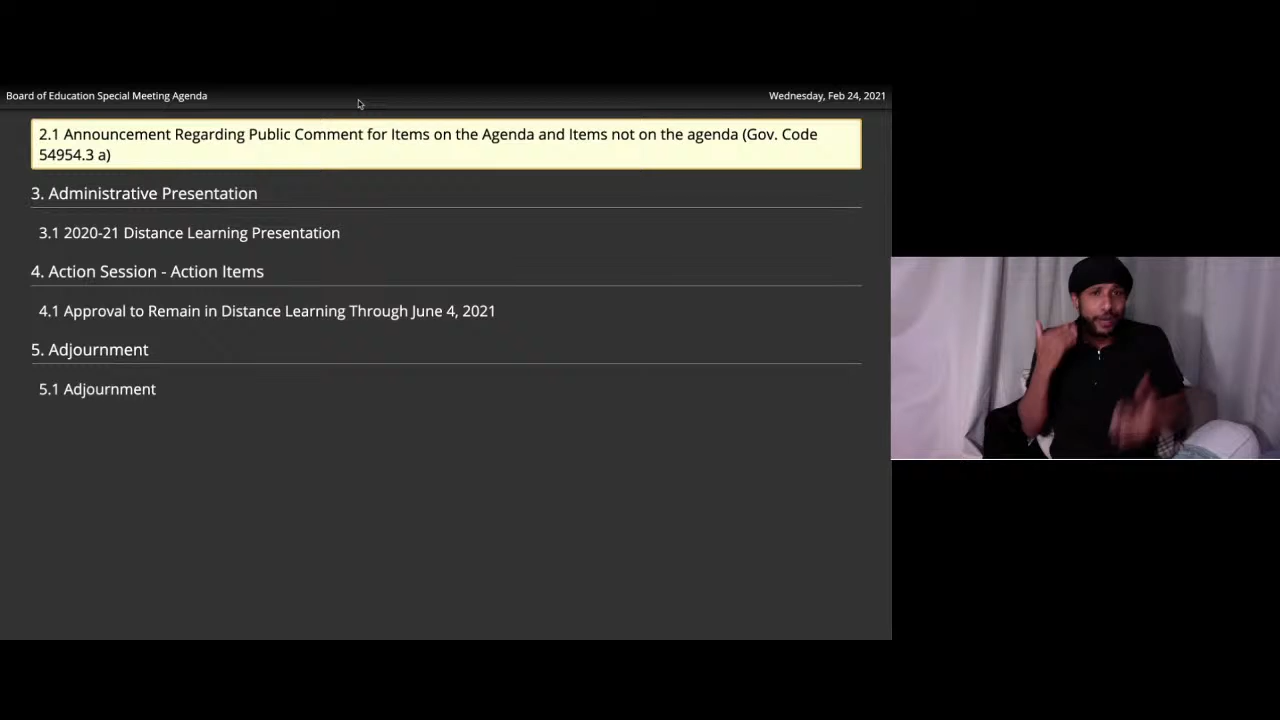 Board of Education Special Meeting Agenda
Wednesday, Feb 24, 2021
2.1 Announcement Regarding Public Comment for Items on the Agenda and Items not on the agenda (Gov. Code
54954.3 a)
3. Administrative Presentation
3.1 2020-21 Distance Learning Presentation
4. Action Session - Action Items
4.1 Approval to Remain in Distance Learning Through June 4, 2021
5. Adjournment
5.1 Adjournment